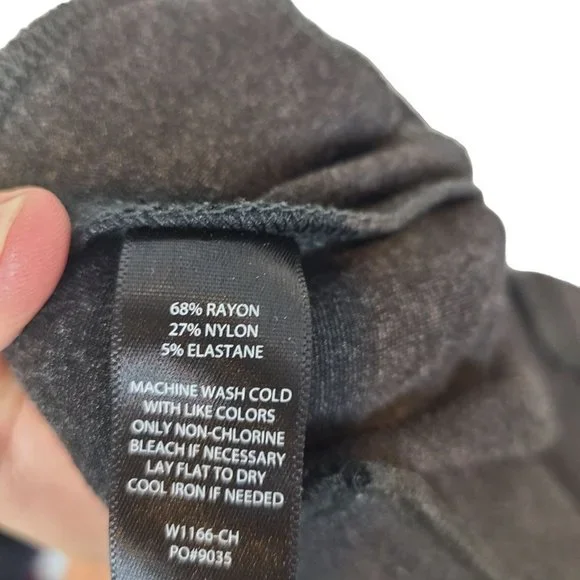 68% RAYON
27% NYLON
5% ELASTANE
MACHINE WASH COLD
WITH LIKE COLORS
ONLY NON-CHLORINE
BLEACH IF NECESSARY
LAY FLAT TO DRY
COOL IRON IF NEEDED
W1166-CH
PO#9035